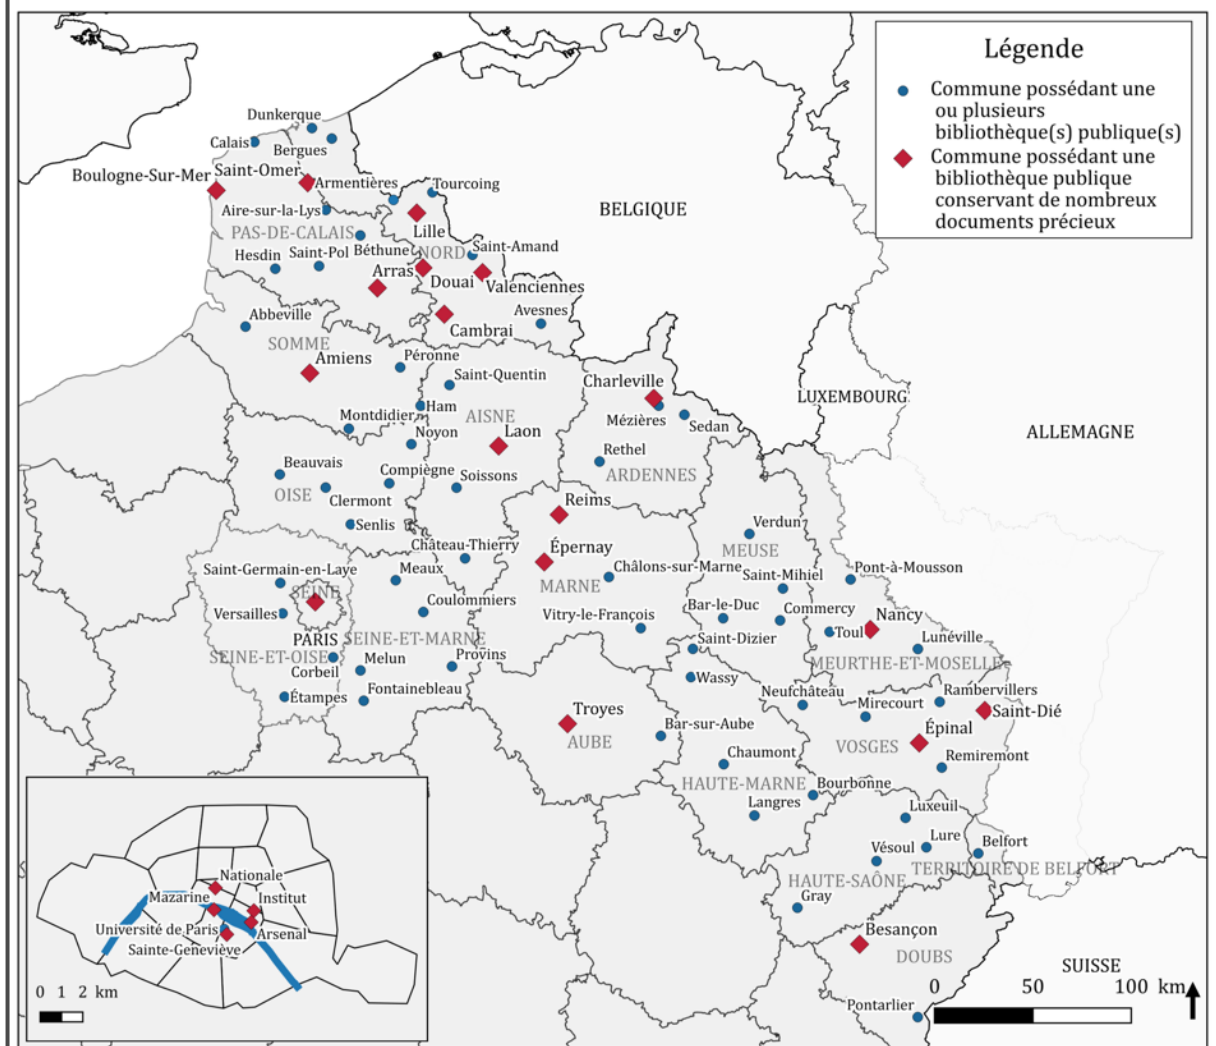 Légende
Commune possédant une
ou plusieurs
bibliothèque(s) publique(s)
Commune possédant une
bibliothèque publique
conservant de nombreux
documents précieux
Dunkerque
Calais
Bergues
Boulogne-Sur-Mer
Saint-Omer
Armentières
Tourcoing
Aire-sur-la-Lys
PAS-DE-CALAIS
Lille
BELGIQUE
Hesdin
Saint-Pol
Béthune
NORD
Saint-Amand
Arras
Douai
Valenciennes
Abbeville
Avesnes
Cambrai
SOMME
Amiens
Péronne
Saint-Quentin
Charleville
LUXEMBOURG
Montdidier
Ham
AISNE
Mézières
Sedan
Noyon
Laon
ALLEMAGNE
Beauvais
Compiègne
Soissons
Rethel
ARDENNES
OISE
Clermont
Reims
Senlis
Verdun
Château-Thierry
Épernay
MEUSE
Saint-Germain-en-Laye
Meaux
Châlons-sur-Marne
Saint-Mihiel
Pont-à-Mousson
SEINE
MARNE
Versailles
Coulommiers
Vitry-le-François
Bar-le-Duc
Commercy
Nancy
PARIS
SEINE-ET-MARNE
Saint-Dizier
Toul
Lunéville
SEINE-ET-OISE
Melun
Provins
MEURTHE-ET-MOSELLE
Corbeil
Wassy
Étampes
Fontainebleau
Neufchâteau
Rambervillers
Troyes
Mirecourt
Saint-Dié
Bar-sur-Aube
Épinal
AUBE
Chaumont
VOSGES
Remiremont
HAUTE-MARNE
Bourbonne
Langres
Luxeuil
Lure
Belfort
Vésoul
TERRITOIRE DE BELFORT
HAUTE-SAÔNE
Gray
Besançon
DOUBS
SUISSE
Pontarlier
0 50 100 km
Nationale
Mazarine
Institut
Université de Paris
Arsenal
Sainte-Geneviève
0 1 2 km